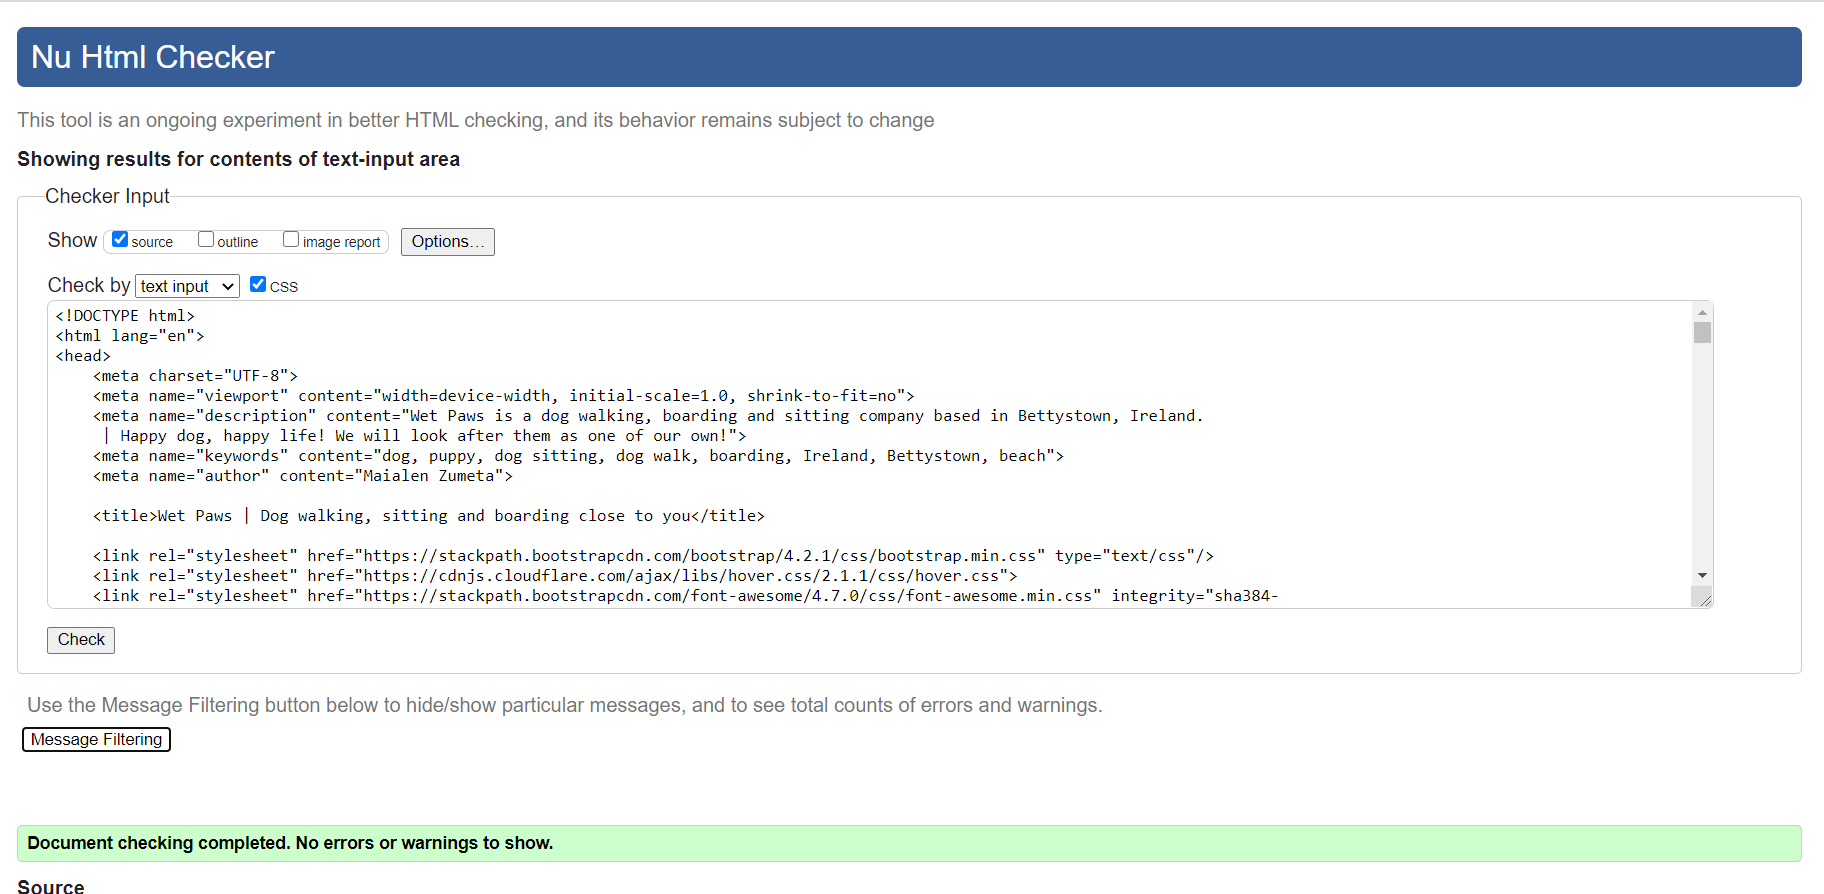 Nu Html Checker
This tool is an ongoing experiment in better HTML checking, and its behavior remains subject to change
Showing results for contents of text-input area
Checker Input
Show source outline image report Options...
Check by text input CSS
<!DOCTYPE html>
<html lang="en">
<head>
    <meta charset="UTF-8">
    <meta name="viewport" content="width=device-width, initial-scale=1.0, shrink-to-fit=no">
    <meta name="description" content="Wet Paws is a dog walking, boarding and sitting company based in Bettystown, Ireland.
     | Happy dog, happy life! We will look after them as one of our own!">
    <meta name="keywords" content="dog, puppy, dog sitting, dog walk, boarding, Ireland, Bettystown, beach">
    <meta name="author" content="Maialen Zumeta">
    <title>Wet Paws | Dog walking, sitting and boarding close to you</title>
    <link rel="stylesheet" href="https://stackpath.bootstrapcdn.com/bootstrap/4.2.1/css/bootstrap.min.css" type="text/css"/>
    <link rel="stylesheet" href="https://cdnjs.cloudflare.com/ajax/libs/hover.css/2.1.1/css/hover.css">
    <link rel="stylesheet" href="https://stackpath.bootstrapcdn.com/font-awesome/4.7.0/css/font-awesome.min.css" integrity="sha384-
Check
Use the Message Filtering button below to hide/show particular messages, and to see total counts of errors and warnings.
Message Filtering
Document checking completed. No errors or warnings to show.
Source